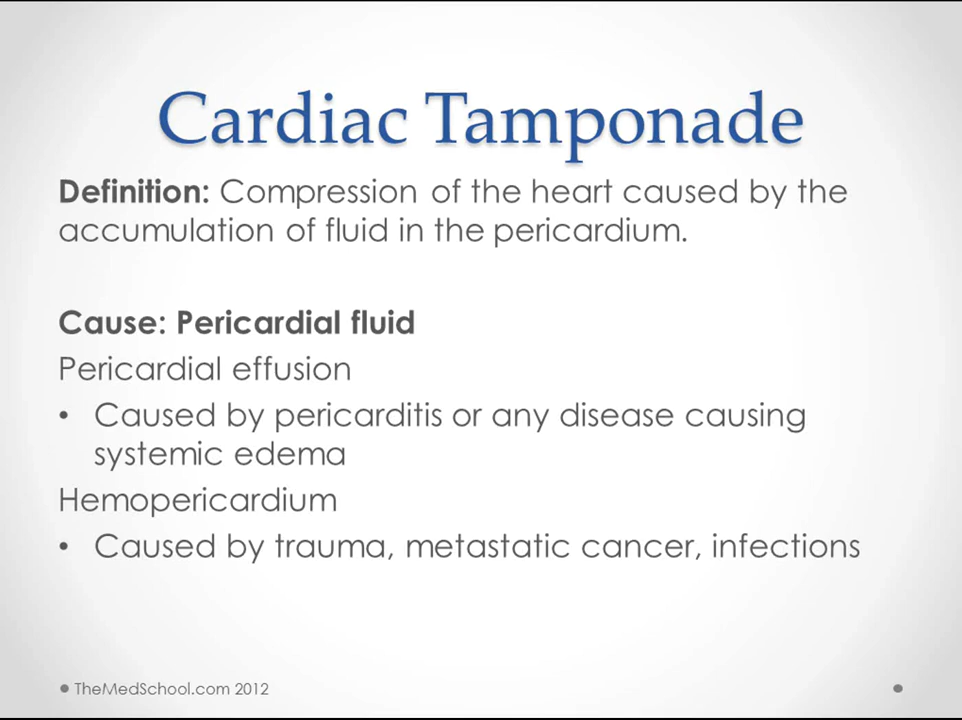 Cardiac Tamponade
Definition: Compression of the heart caused by the
accumulation of fluid in the pericardium.
Cause: Pericardial fluid
Pericardial effusion
• Caused by pericarditis or any disease causing
systemic edema
Hemopericardium
• Caused by trauma, metastatic cancer, infections
TheMedSchool.com 2012